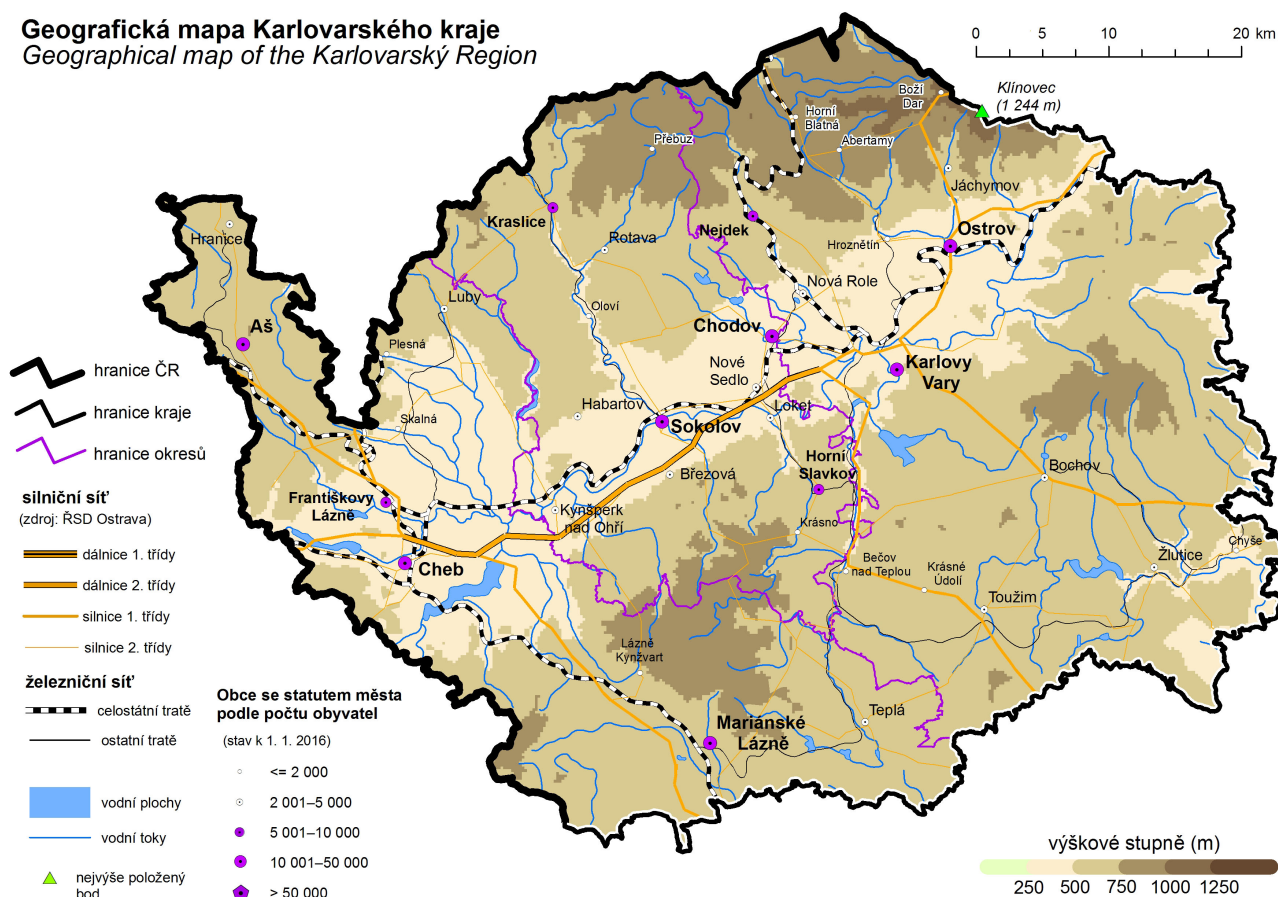 Geografická mapa Karlovarského kraje
Geographical map of the Karlovarský Region
0 5 10 20 km
Klínovec
(1 244 m)
Boží
Dar
Horní
Blatná
Abertamy
Přebuz
Jáchymov
Kraslice
Nejdek
Ostrov
Hranice
Rotava
Hroznětín
Luby
Oloví
Nová Role
Aš
Chodov
Plesná
Nové
Sedlo
Karlovy
Vary
Habartov
Loket
Skalná
Sokolov
Horní
Slavkov
Březová
Bochov
Františkovy
Lázně
Kynšperk
nad Ohří
Krásno
Chyše
Cheb
Bečov
nad Teplou
Krásné
Údolí
Žlutice
Toužim
Lázně
Kynžvart
Teplá
Mariánské
Lázně
hranice ČR
hranice kraje
hranice okresů
silniční síť
(zdroj: ŘSD Ostrava)
dálnice 1. třídy
dálnice 2. třídy
silnice 1. třídy
silnice 2. třídy
železniční síť
celostátní tratě
ostatní tratě
vodní plochy
vodní toky
nejvýše položený
bod
Obce se statutem města
podle počtu obyvatel
(stav k 1. 1. 2016)
<= 2 000
2 001–5 000
5 001–10 000
10 001–50 000
> 50 000
výškové stupně (m)
250 500 750 1000 1250